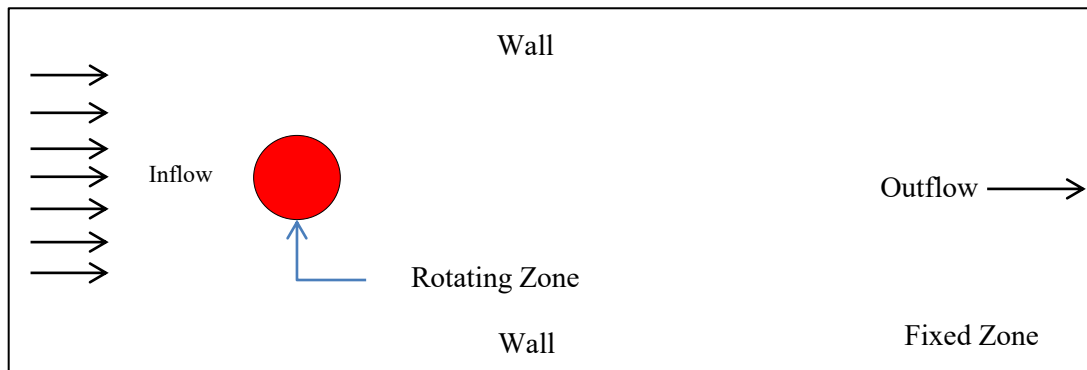 Wall
Inflow
Outflow
Rotating Zone
Fixed Zone
Wall